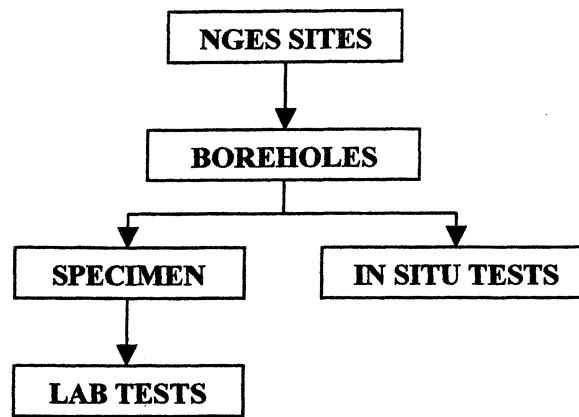 NGES SITES
BOREHOLES
SPECIMEN
IN SITU TESTS
LAB TESTS